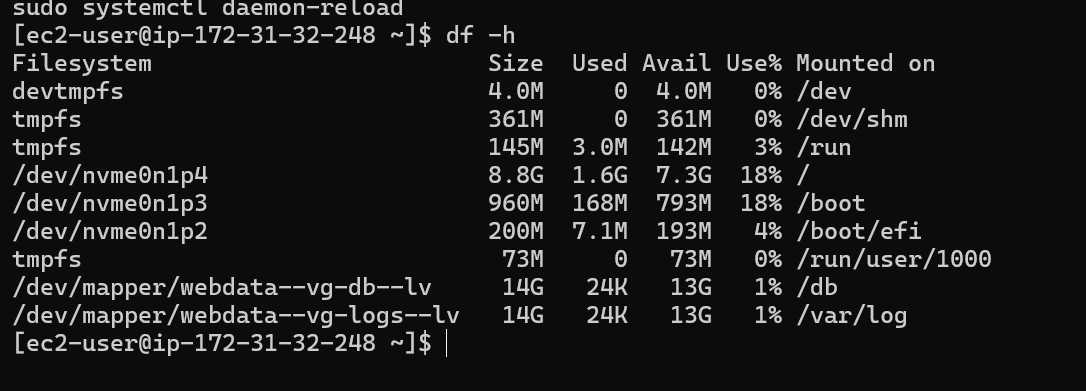 sudo systemctl daemon-reload
[ec2-user@ip-172-31-32-248 ~]$ df -h
Filesystem                        Size  Used Avail Use% Mounted on
devtmpfs                          4.0M     0  4.0M   0% /dev
tmpfs                             361M     0  361M   0% /dev/shm
tmpfs                             145M  3.0M  142M   3% /run
/dev/nvme0n1p4                    8.8G  1.6G  7.3G  18% /
/dev/nvme0n1p3                    960M  168M  793M  18% /boot
/dev/nvme0n1p2                    200M  7.1M  193M   4% /boot/efi
tmpfs                              73M     0   73M   0% /run/user/1000
/dev/mapper/webdata--vg-db--lv     14G   24K   13G   1% /db
/dev/mapper/webdata--vg-logs--lv   14G   24K   13G   1% /var/log
[ec2-user@ip-172-31-32-248 ~]$